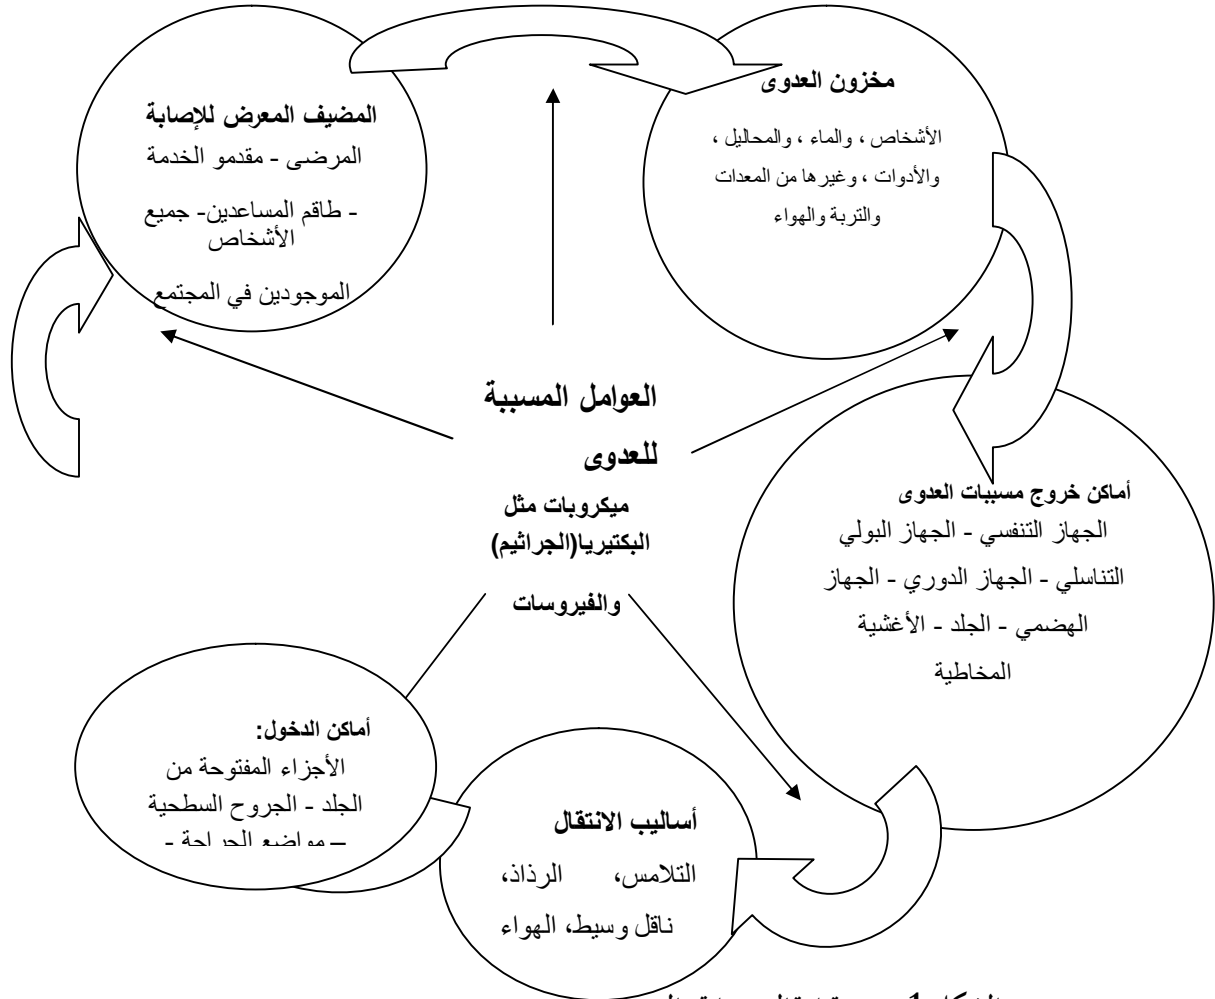 مخزون العدوى
الأشخاص ، والماء ، والمحاليل ،
والأدوات ، وغيرها من المعدات
والتربة والهواء
المضيف المعرض للإصابة
المرضى - مقدمو الخدمة
- طاقم المساعدين- جميع
الأشخاص
الموجودين في المجتمع
العوامل المسببة
للعدوى
ميكروبات مثل
البكتيريا(الجراثيم)
والفيروسات
أماكن خروج مسببات العدوى
الجهاز التنفسي - الجهاز البولي
التناسلي - الجهاز الدوري - الجهاز
الهضمي - الجلد - الأغشية
المخاطية
أماكن الدخول:
الأجزاء المفتوحة من
الجلد - الجروح السطحية
– مواضع الجراحة -
أساليب الانتقال
التلامس، الرذاذ،
ناقل وسيط، الهواء